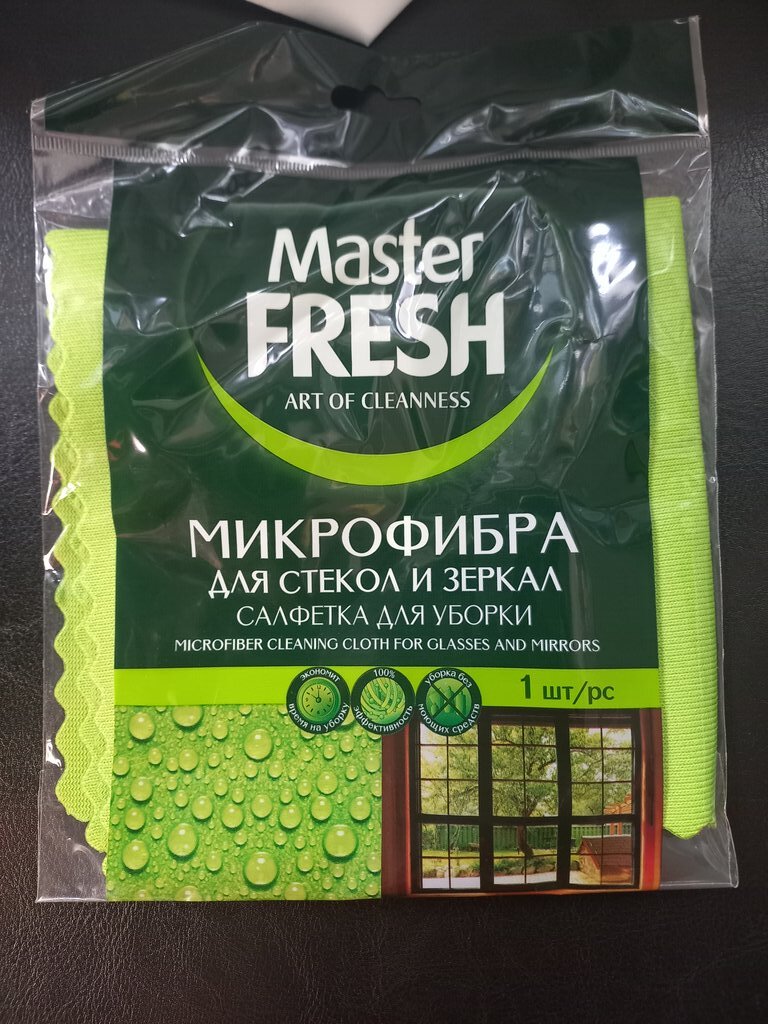 Master
FRESH
ART OF CLEANNESS
МИКРОФИБРА
ДЛЯ СТЕКОЛ И ЗЕРКАЛ
САЛФЕТКА ДЛЯ УБОРКИ
MICROFIBER CLEANING CLOTH FOR GLASSES AND MIRRORS
экономит
время на уборку
100%
эффективность
уборка без
моющих средств
1 шт/pc